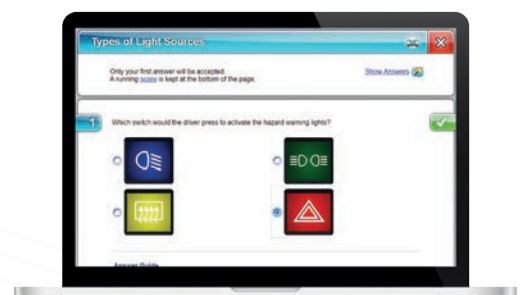 Types of Light Sources
Only your first answer will be accepted.
A running score is kept at the bottom of the page.
Show Answers
1
Which switch would the driver press to activate the hazard warning lights?
Answer Guide